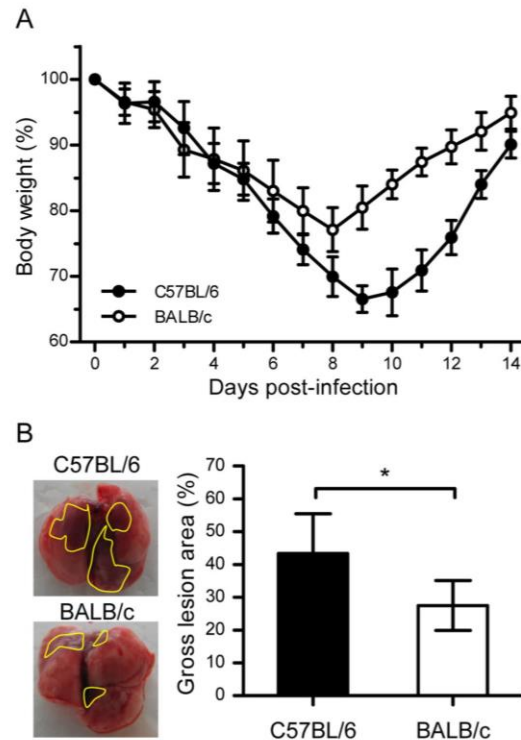 A
100
90
80
70
60
Body weight (%)
C57BL/6
BALB/c
0 2 4 6 8 10 12 14
Days post-infection
B
C57BL/6
BALB/c
70
60
50
40
30
20
10
0
Gross lesion area (%)
*
C57BL/6 BALB/c